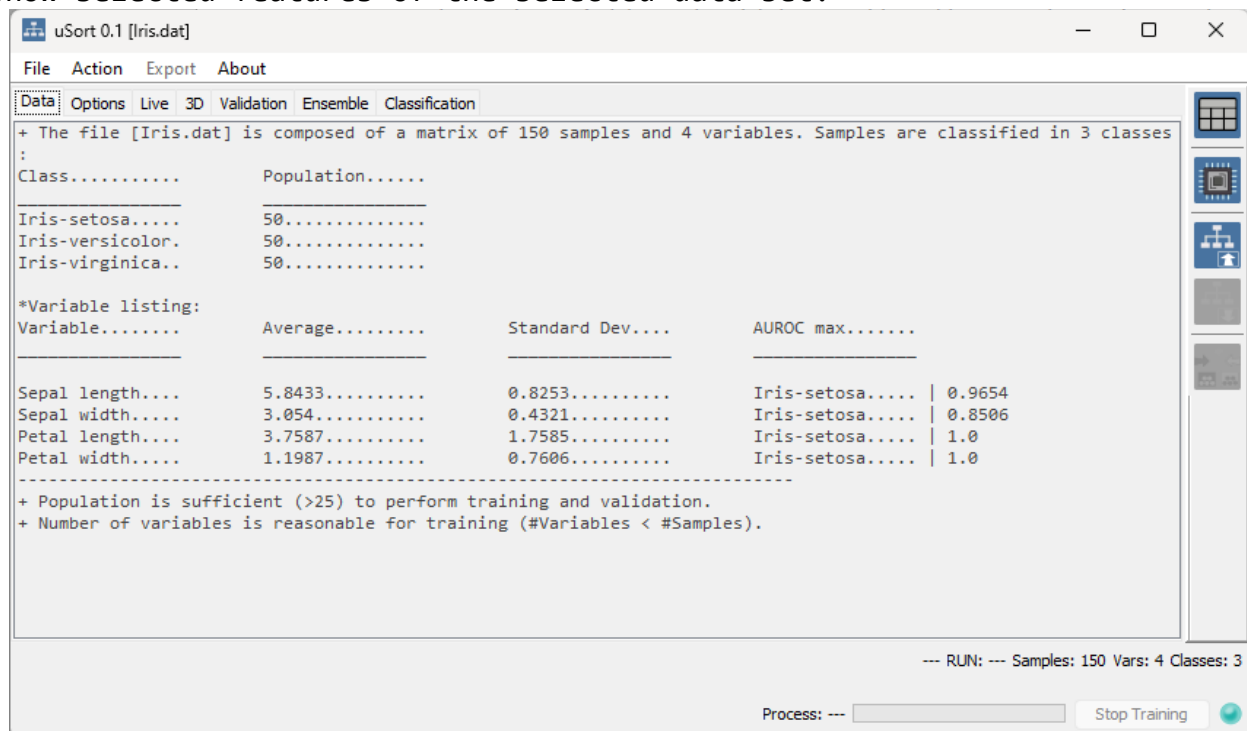 uSort 0.1 [Iris.dat]
File Action Export About
Data Options Live 3D Validation Ensemble Classification
+ The file [Iris.dat] is composed of a matrix of 150 samples and 4 variables. Samples are classified in 3 classes
:
Class........... Population......
________________ ________________
Iris-setosa..... 50..............
Iris-versicolor. 50..............
Iris-virginica.. 50..............
*Variable listing:
Variable........ Average......... Standard Dev.... AUROC max.......
________________ ________________ ________________ ________________
Sepal length.... 5.8433.......... 0.8253.......... Iris-setosa..... | 0.9654
Sepal width..... 3.054........... 0.4321.......... Iris-setosa..... | 0.8506
Petal length.... 3.7587.......... 1.7585.......... Iris-setosa..... | 1.0
Petal width..... 1.1987.......... 0.7606.......... Iris-setosa..... | 1.0
----------------------------------------------------------------------------
+ Population is sufficient (>25) to perform training and validation.
+ Number of variables is reasonable for training (#Variables < #Samples).
--- RUN: --- Samples: 150 Vars: 4 Classes: 3
Process: --- Stop Training